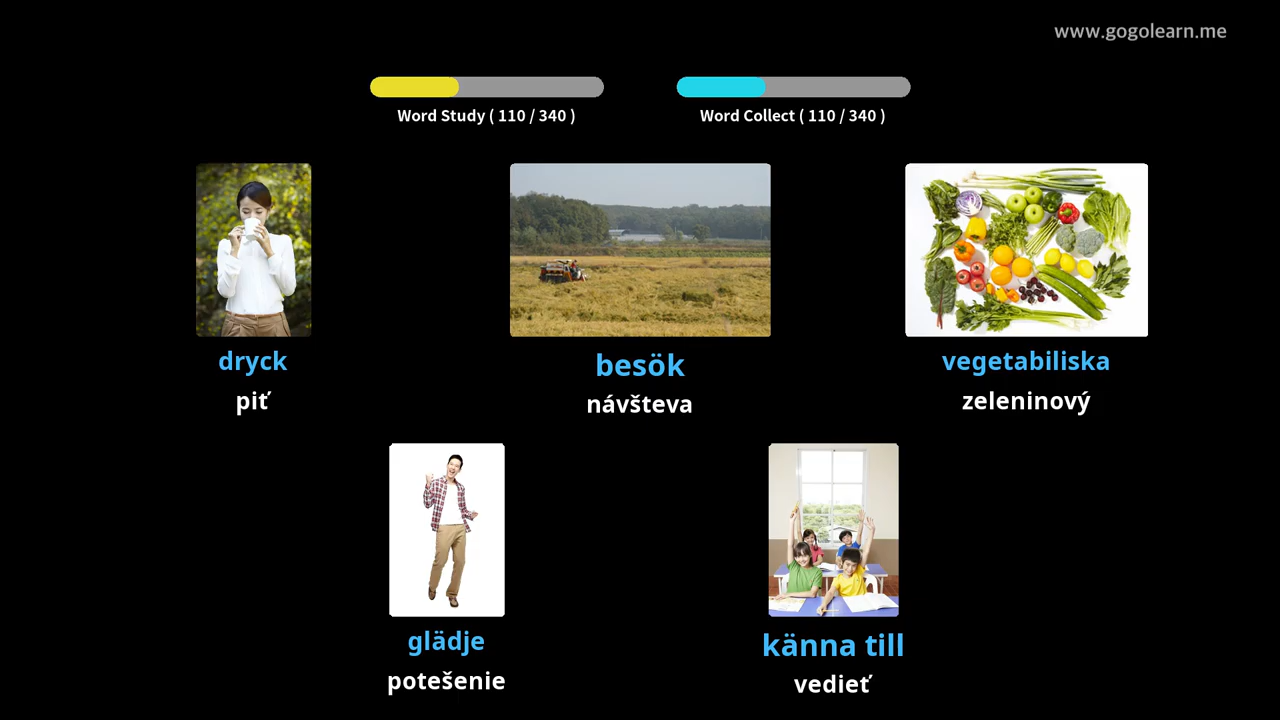 www.gogolearn.me
Word Study ( 110 / 340 )
Word Collect ( 110 / 340 )
dryck
piť
besök
návšteva
vegetabiliska
zeleninový
glädje
potešenie
känna till
vedieť